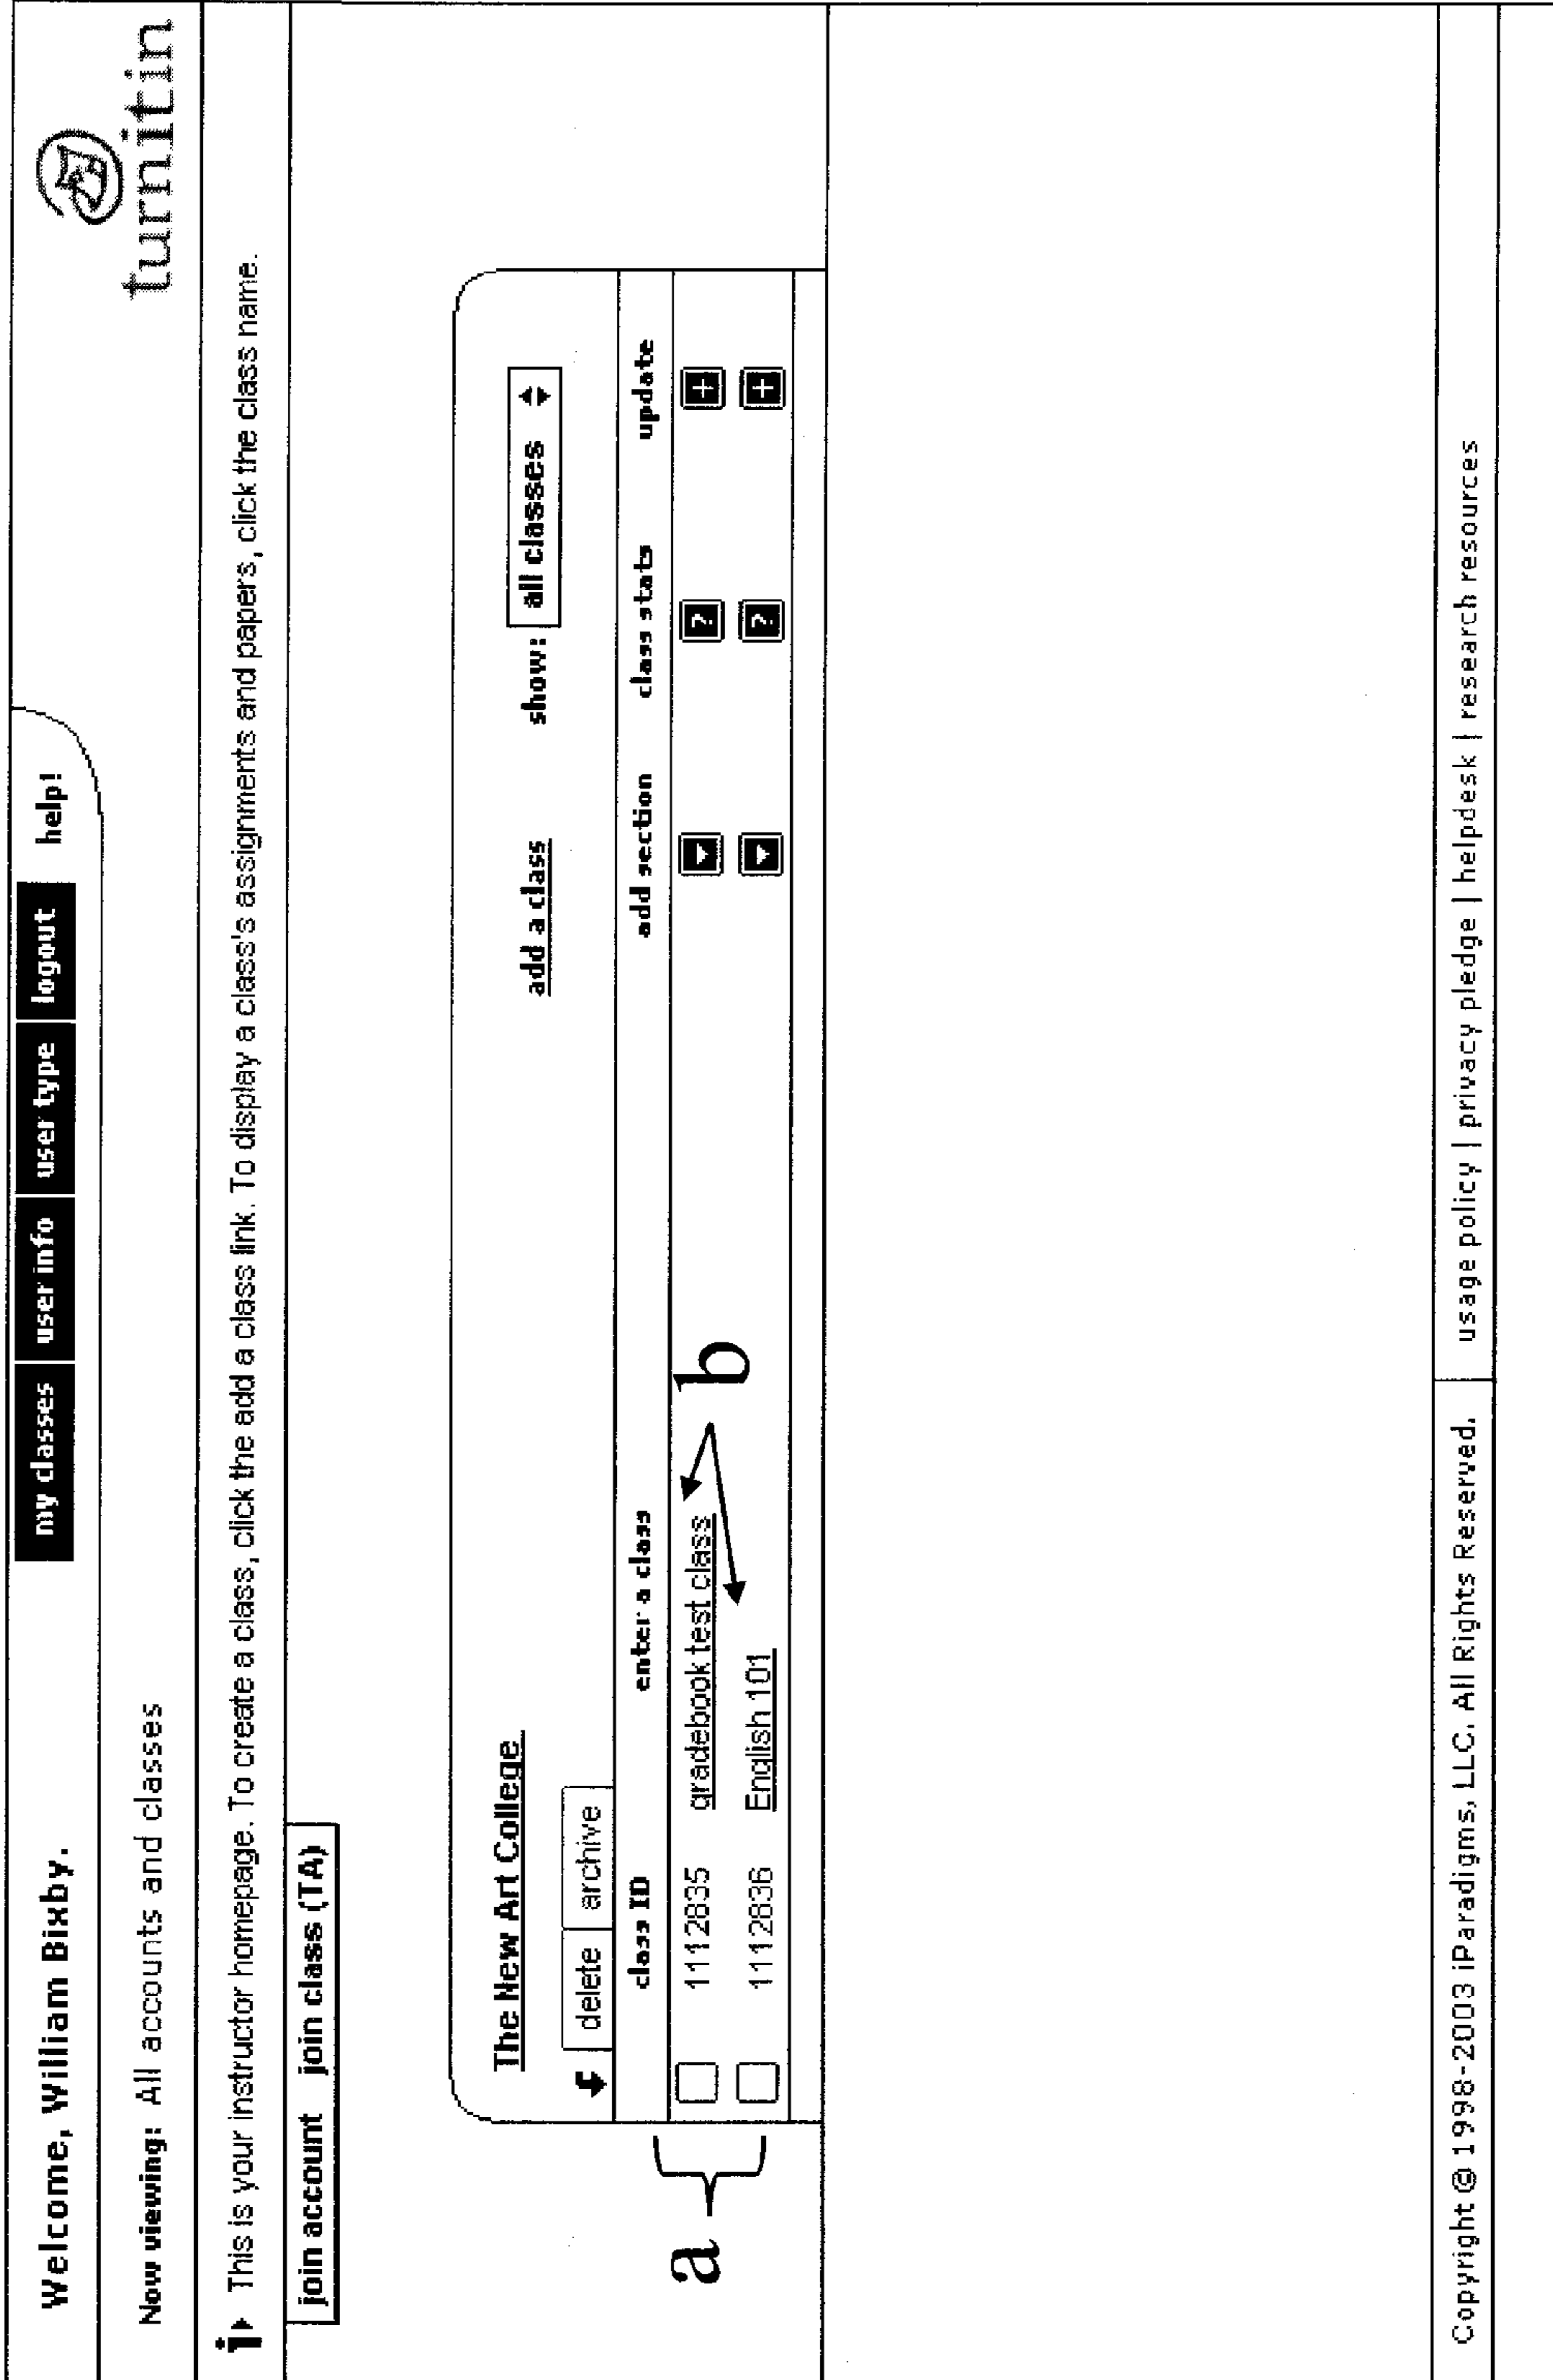 Welcome, William Bixby.
my classes user info user type logout help!
turnitin
Now viewing: All accounts and classes
i This is your instructor homepage. To create a class, click the add a class link. To display a class's assignments and papers, click the class name.
join account join class (TA)
The New Art College
add a class show: all classes
delete archive
class ID enter a class add section class stats update
1112835 gradebook test class ? +
1112836 English 101 ? +
a
b
Copyright © 1998-2003 iParadigms, LLC. All Rights Reserved.
usage policy | privacy pledge | helpdesk | research resources